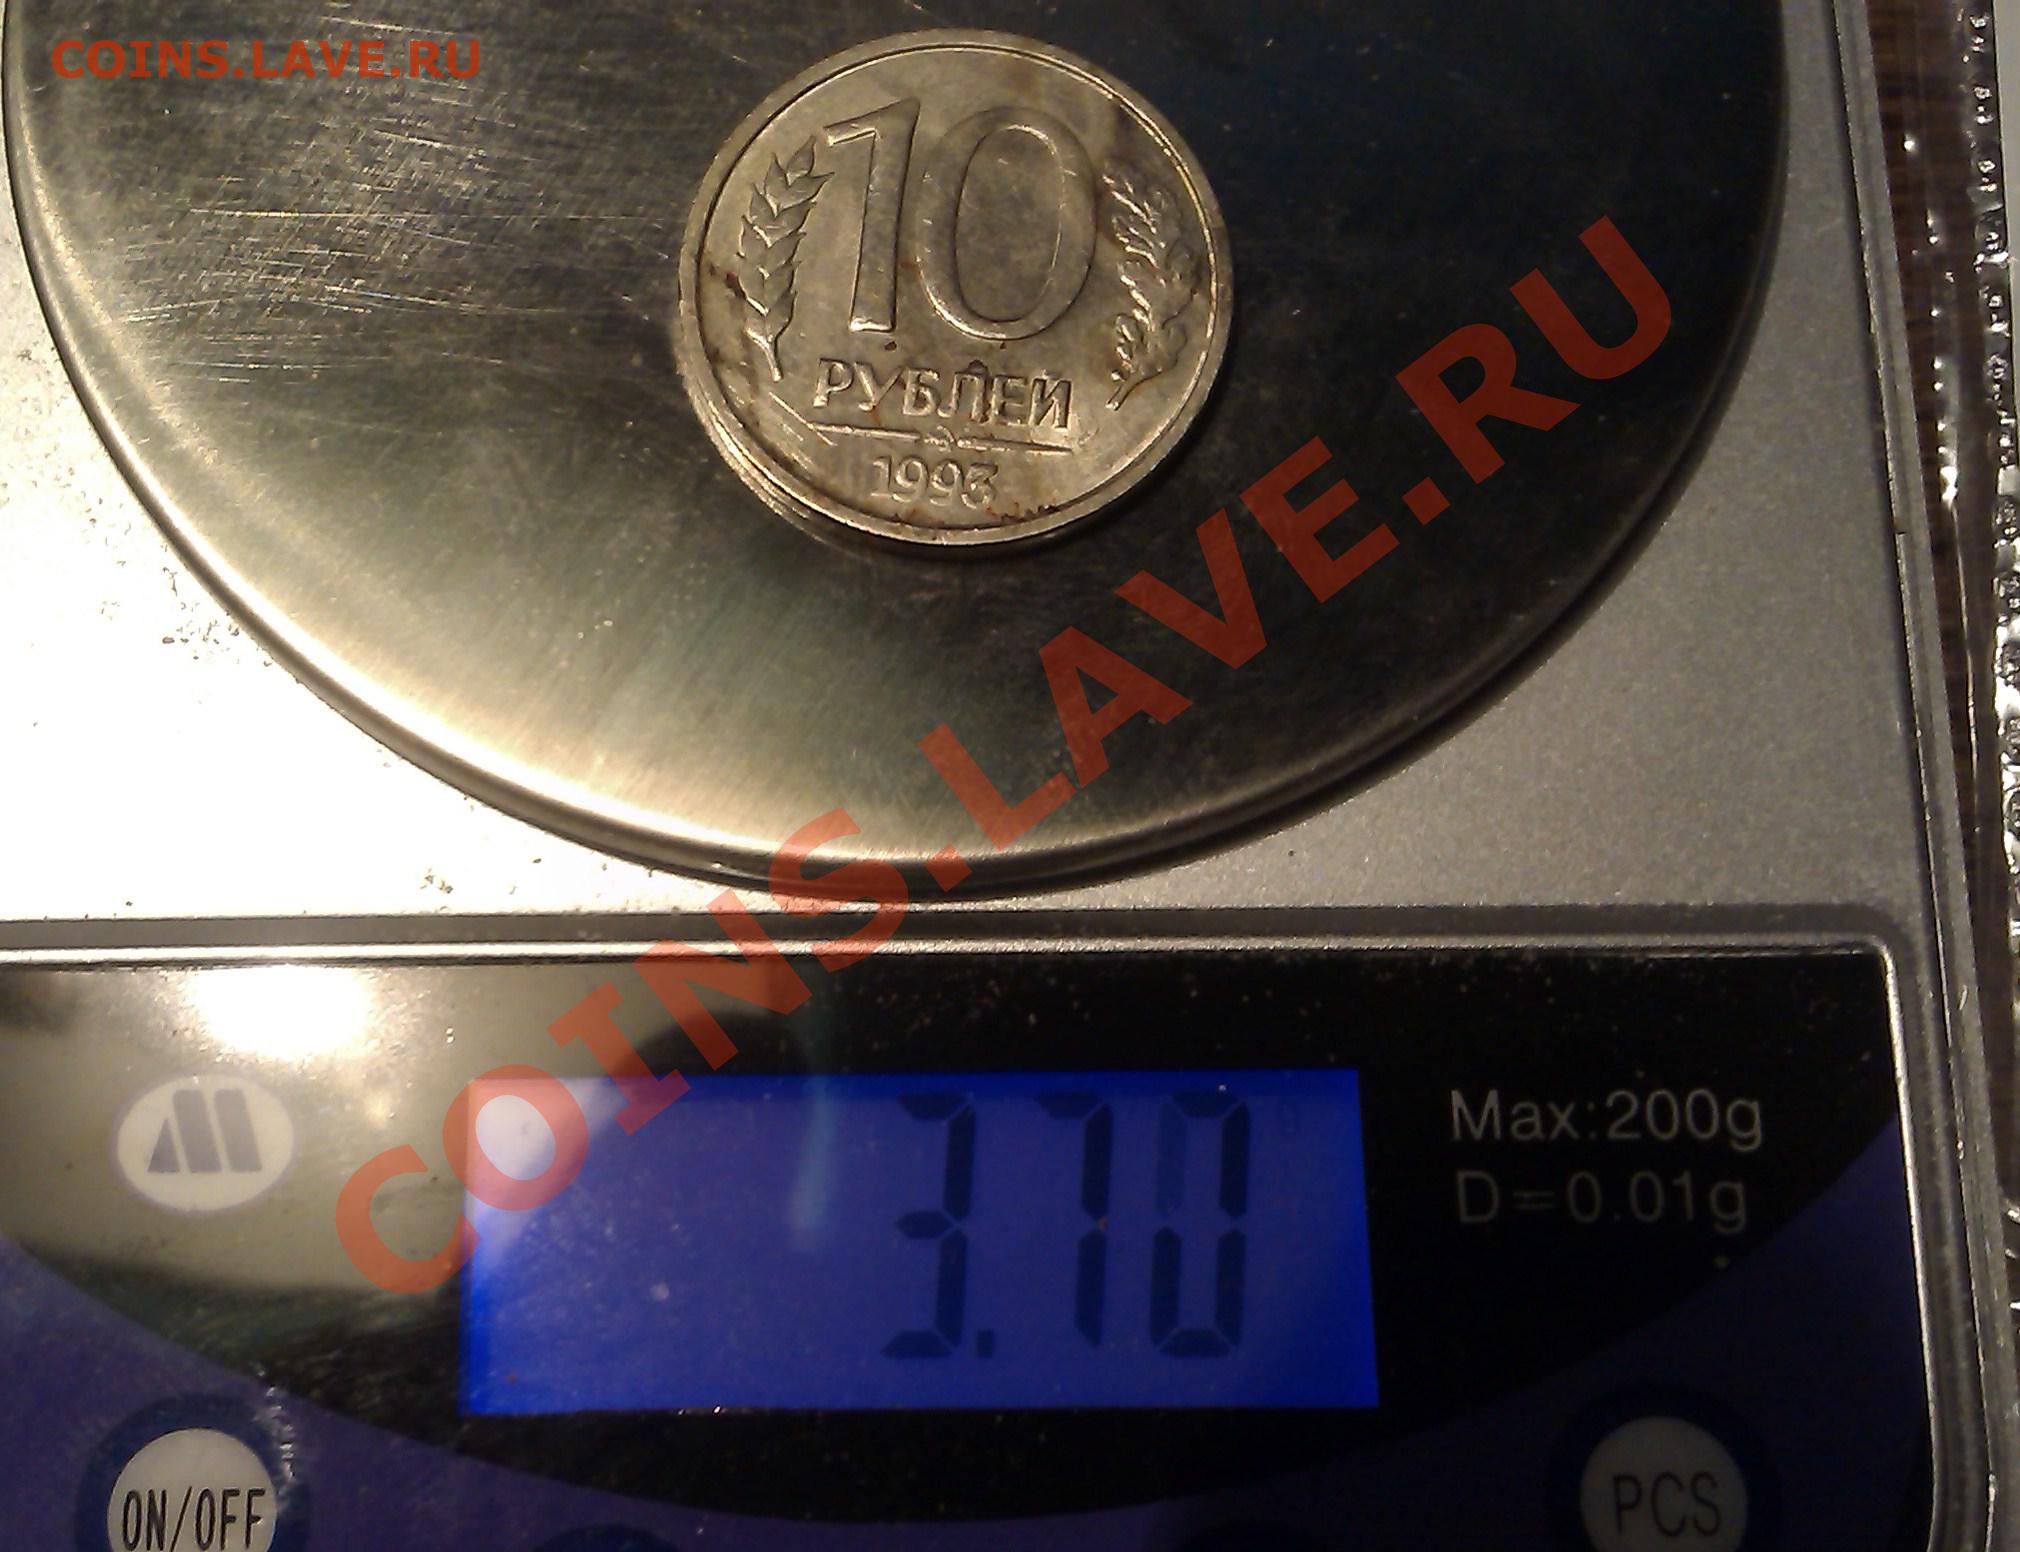 COINS.LAVE.RU
10
РУБЛЕЙ
1993
COINS.LAVE.RU
3.70 g
Max:200g
D=0.01g
ON/OFF
PCS